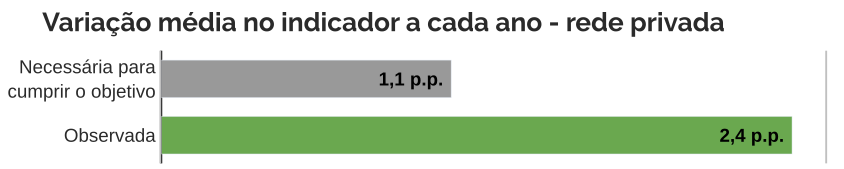 Variação média no indicador a cada ano - rede privada
Necessária para
cumprir o objetivo
1,1 p.p.
Observada
2,4 p.p.